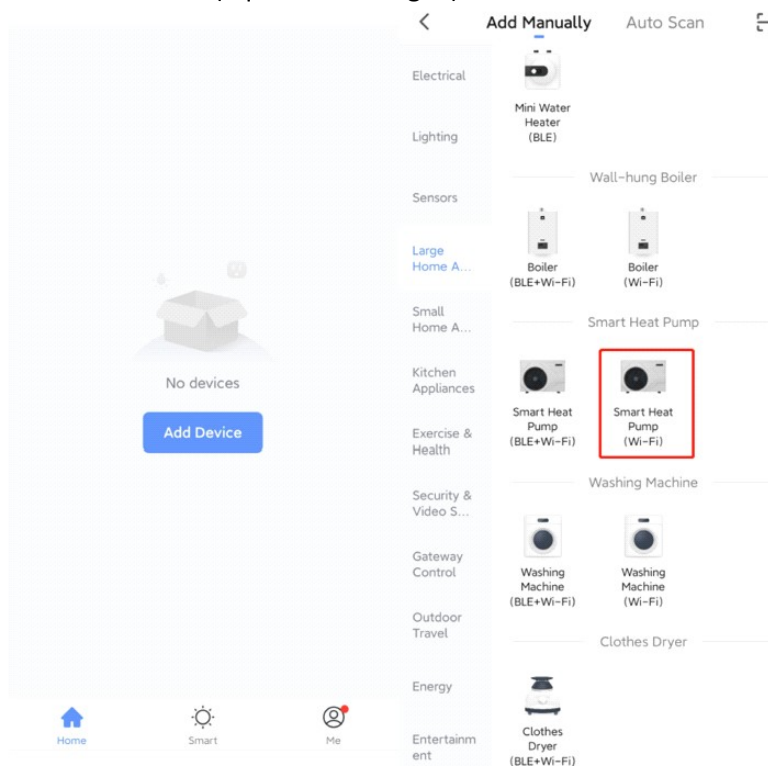 No devices
Add Device
Home
Smart
Me
Add Manually
Auto Scan
Electrical
Lighting
Sensors
Large
Home A...
Small
Home A...
Kitchen
Appliances
Exercise &
Health
Security &
Video S...
Gateway
Control
Outdoor
Travel
Energy
Entertainm
ent
Mini Water
Heater
(BLE)
Wall-hung Boiler
Boiler
(BLE+Wi-Fi)
Boiler
(Wi-Fi)
Smart Heat Pump
Smart Heat
Pump
(BLE+Wi-Fi)
Smart Heat
Pump
(Wi-Fi)
Washing Machine
Washing
Machine
(BLE+Wi-Fi)
Washing
Machine
(Wi-Fi)
Clothes Dryer
Clothes
Dryer
(BLE+Wi-Fi)